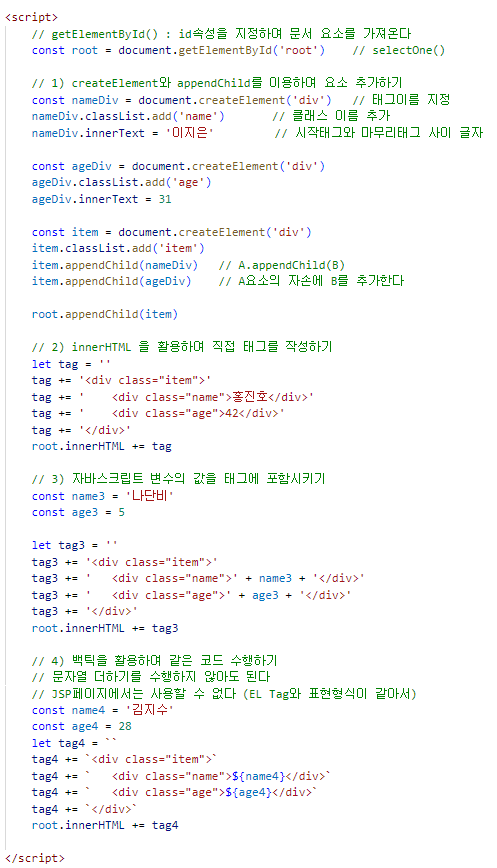 <script>
// getElementById() : id속성을 지정하여 문서 요소를 가져온다
const root = document.getElementById('root')    // selectOne()
// 1) createElement와 appendChild를 이용하여 요소 추가하기
const nameDiv = document.createElement('div')   // 태그이름 지정
nameDiv.classList.add('name')       // 클래스 이름 추가
nameDiv.innerText = '이지은'         // 시작태그와 마무리태그 사이 글자
const ageDiv = document.createElement('div')
ageDiv.classList.add('age')
ageDiv.innerText = 31
const item = document.createElement('div')
item.classList.add('item')
item.appendChild(nameDiv)   // A.appendChild(B)
item.appendChild(ageDiv)    // A요소의 자손에 B를 추가한다
root.appendChild(item)
// 2) innerHTML 을 활용하여 직접 태그를 작성하기
let tag = ''
tag += '<div class="item">'
tag += '    <div class="name">홍진호</div>'
tag += '    <div class="age">42</div>'
tag += '</div>'
root.innerHTML += tag
// 3) 자바스크립트 변수의 값을 태그에 포함시키기
const name3 = '나단비'
const age3 = 5
let tag3 = ''
tag3 += '<div class="item">'
tag3 += '   <div class="name">' + name3 + '</div>'
tag3 += '   <div class="age">' + age3 + '</div>'
tag3 += '</div>'
root.innerHTML += tag3
// 4) 백틱을 활용하여 같은 코드 수행하기
// 문자열 더하기를 수행하지 않아도 된다
// JSP페이지에서는 사용할 수 없다 (EL Tag와 표현형식이 같아서)
const name4 = '김지수'
const age4 = 28
let tag4 = ``
tag4 += `<div class="item">`
tag4 += `   <div class="name">${name4}</div>`
tag4 += `   <div class="age">${age4}</div>`
tag4 += `</div>`
root.innerHTML += tag4
</script>